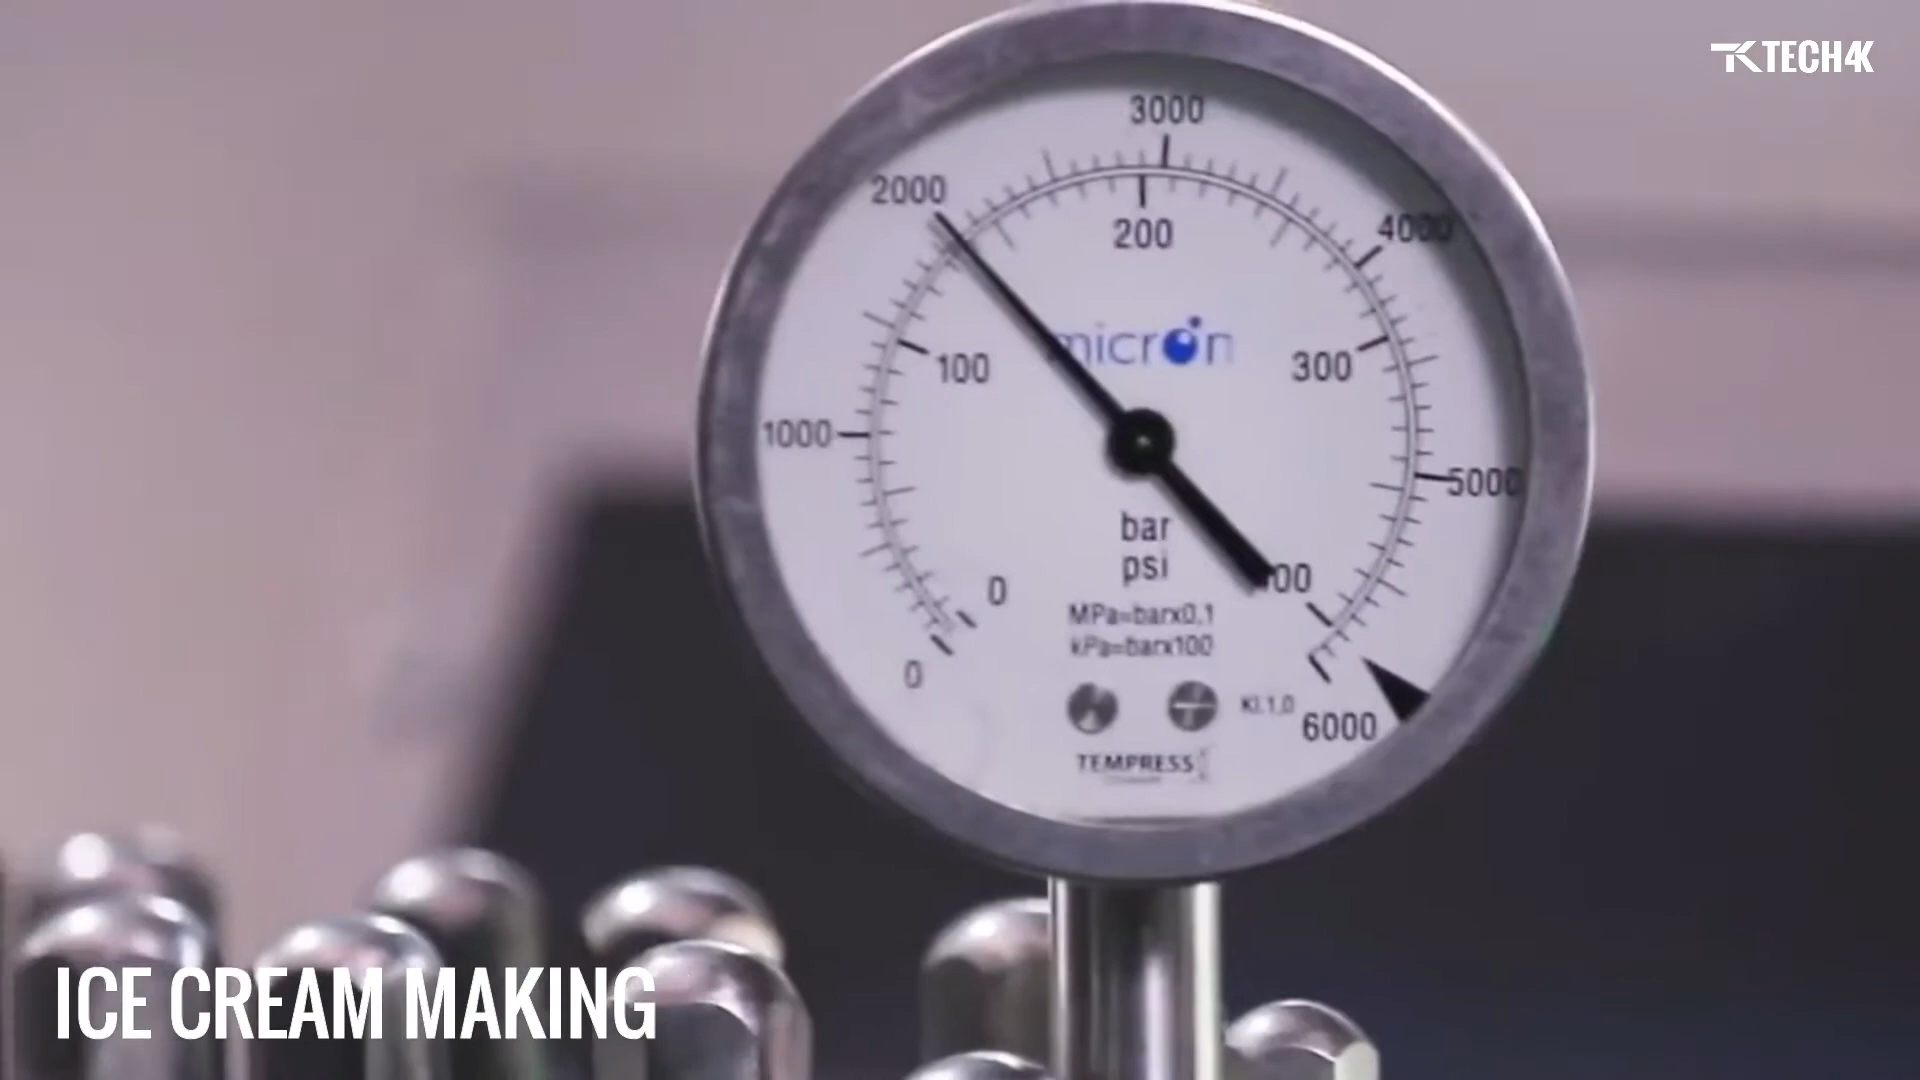 TECH4K
3000
2000
4000
200
micron
100
300
1000
5000
bar
psi
0
400
MPa=barx0,1
kPa=barx100
0
Kl.1,0
6000
TEMPRESS
ICE CREAM MAKING